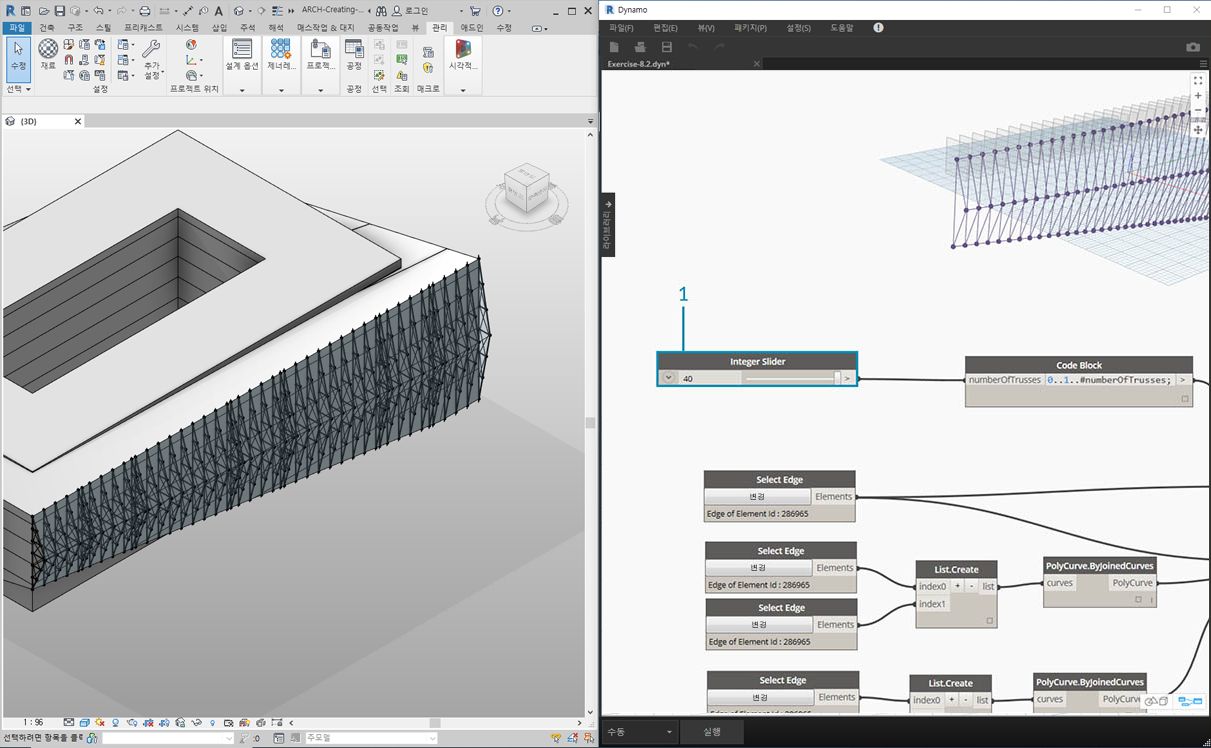 ARCH-Creating-...
로그인
파일
건축
구조
스틸
프리캐스트
시스템
삽입
주석
해석
매스작업 & 대지
공동작업
뷰
관리
애드인
수정
수정
재료
추가
설정
설계 옵션
제너레...
프로젝...
공정
매크로
시각적...
선택
설정
프로젝트 위치
공정
선택
조회
{3D}
1 : 96
선택하려면 항목을 클릭
:0
주모델
Dynamo
파일(F)
편집(E)
뷰(V)
패키지(P)
설정(S)
도움말
Exercise-8.2.dyn*
라이브러리
1
Integer Slider
40
>
Code Block
numberOfTrusses
0..1..#numberOfTrusses;
>
Select Edge
변경
Elements
Edge of Element Id : 286965
Select Edge
변경
Elements
Edge of Element Id : 286965
Select Edge
변경
Elements
Edge of Element Id : 286965
List.Create
index0
+
-
list
index1
PolyCurve.ByJoinedCurves
curves
PolyCurve
Select Edge
변경
Elements
List.Create
index0
+
-
list
PolyCurve.ByJoinedCurves
curves
PolyCurve
수동
실행